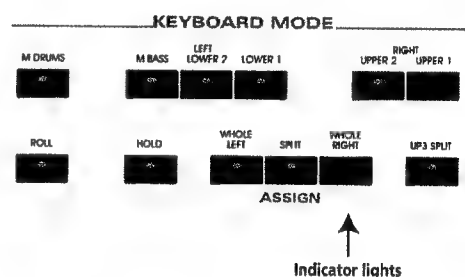 KEYBOARD MODE
LEFT RIGHT
M DRUMS M BASS LOWER 2 LOWER 1 UPPER 2 UPPER 1
WHOLE WHOLE
ROLL HOLD LEFT SPLIT RIGHT UP3 SPLIT
ASSIGN
Indicator lights